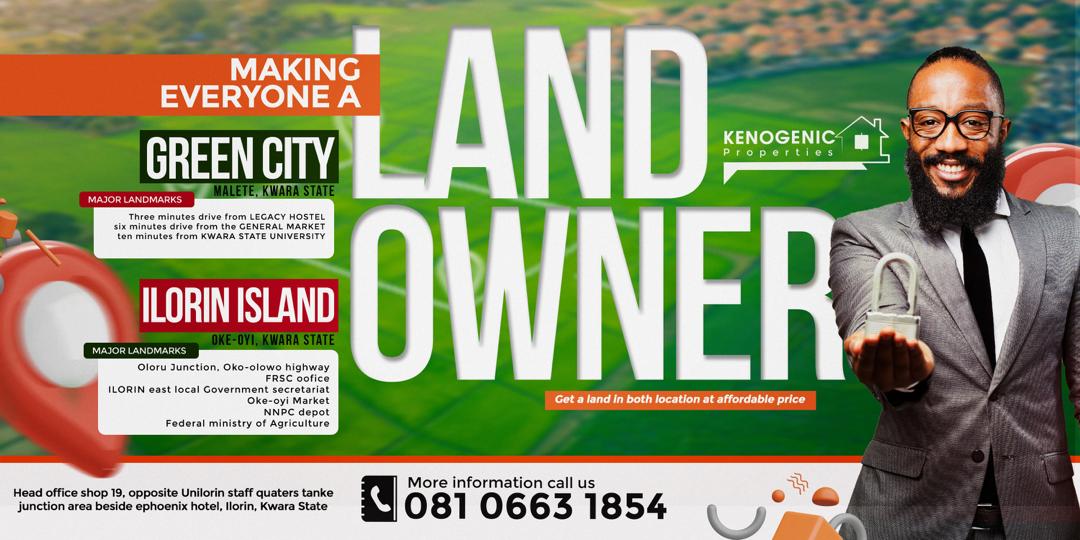 MAKING
EVERYONE A
LAND
OWNER
KENOGENIC
Properties
GREEN CITY
MALETE, KWARA STATE
MAJOR LANDMARKS
Three minutes drive from LEGACY HOSTEL
six minutes drive from the GENERAL MARKET
ten minutes from KWARA STATE UNIVERSITY
ILORIN ISLAND
OKE-OYI, KWARA STATE
MAJOR LANDMARKS
Oloru Junction, Oko-olowo highway
FRSC oofice
ILORIN east local Government secretariat
Oke-oyi Market
NNPC depot
Federal ministry of Agriculture
Get a land in both location at affordable price
Head office shop 19, opposite Unilorin staff quaters tanke
junction area beside ephoenix hotel, Ilorin, Kwara State
More information call us
081 0663 1854